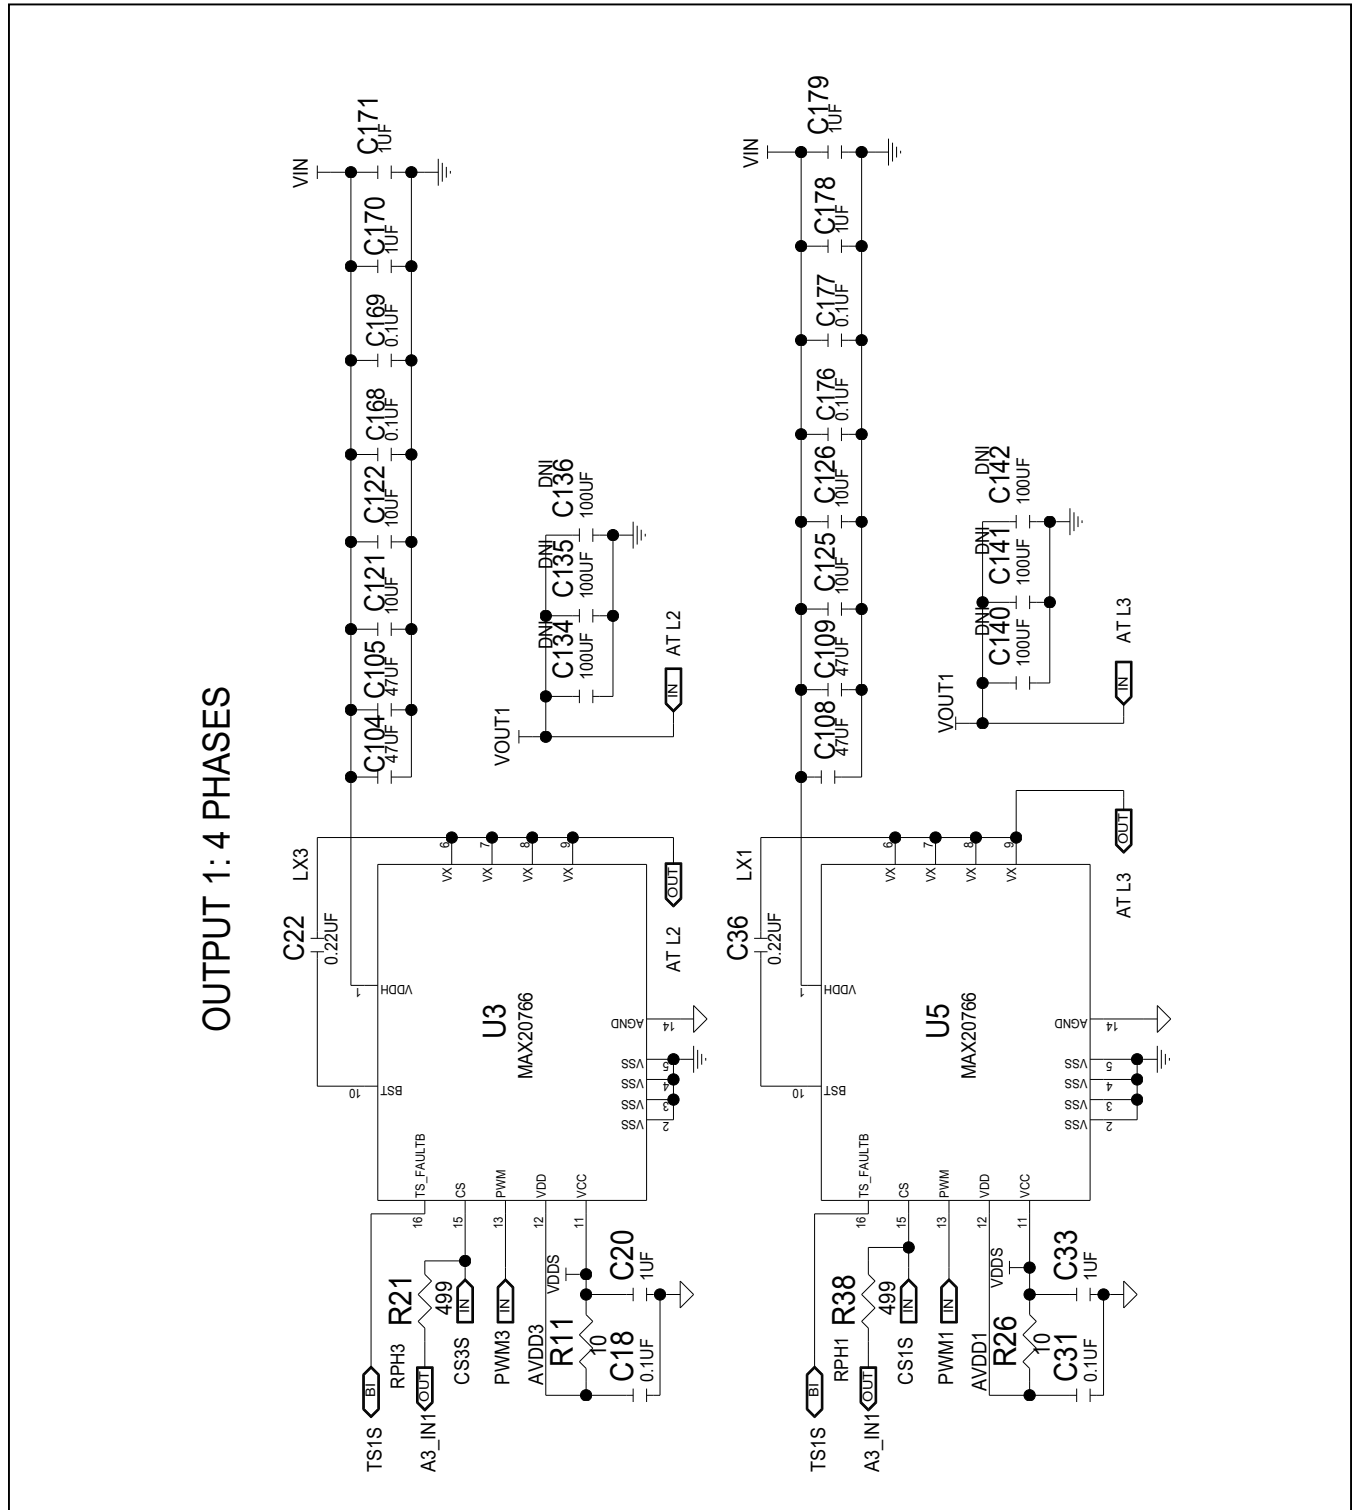 OUTPUT 1: 4 PHASES
TS1S
BI
RPH3
A3_IN1
OUT
R21
499
CS3S
IN
PWM3
IN
AVDD3
R11
10
VDDS
C18
0.1UF
C20
1UF
16
TS_FAULTB
15
CS
13
PWM
12
VDD
11
VCC
10
BST
1
VDDH
U3
MAX20766
2
VSS
3
VSS
4
VSS
5
VSS
14
AGND
6
VX
7
VX
8
VX
9
VX
C22
0.22UF
LX3
AT L2
OUT
C104
47UF
C105
47UF
C121
10UF
C122
10UF
C168
0.1UF
C169
0.1UF
C170
1UF
C171
1UF
VIN
VOUT1
DNI
C134
100UF
DNI
C135
100UF
DNI
C136
100UF
IN
AT L2
TS1S
BI
RPH1
A3_IN1
OUT
R38
499
CS1S
IN
PWM1
IN
AVDD1
R26
10
VDDS
C31
0.1UF
C33
1UF
16
TS_FAULTB
15
CS
13
PWM
12
VDD
11
VCC
10
BST
1
VDDH
U5
MAX20766
2
VSS
3
VSS
4
VSS
5
VSS
14
AGND
6
VX
7
VX
8
VX
9
VX
C36
0.22UF
LX1
AT L3
OUT
C108
47UF
C109
47UF
C125
10UF
C126
10UF
C176
0.1UF
C177
0.1UF
C178
1UF
C179
1UF
VIN
VOUT1
DNI
C140
100UF
DNI
C141
100UF
DNI
C142
100UF
IN
AT L3